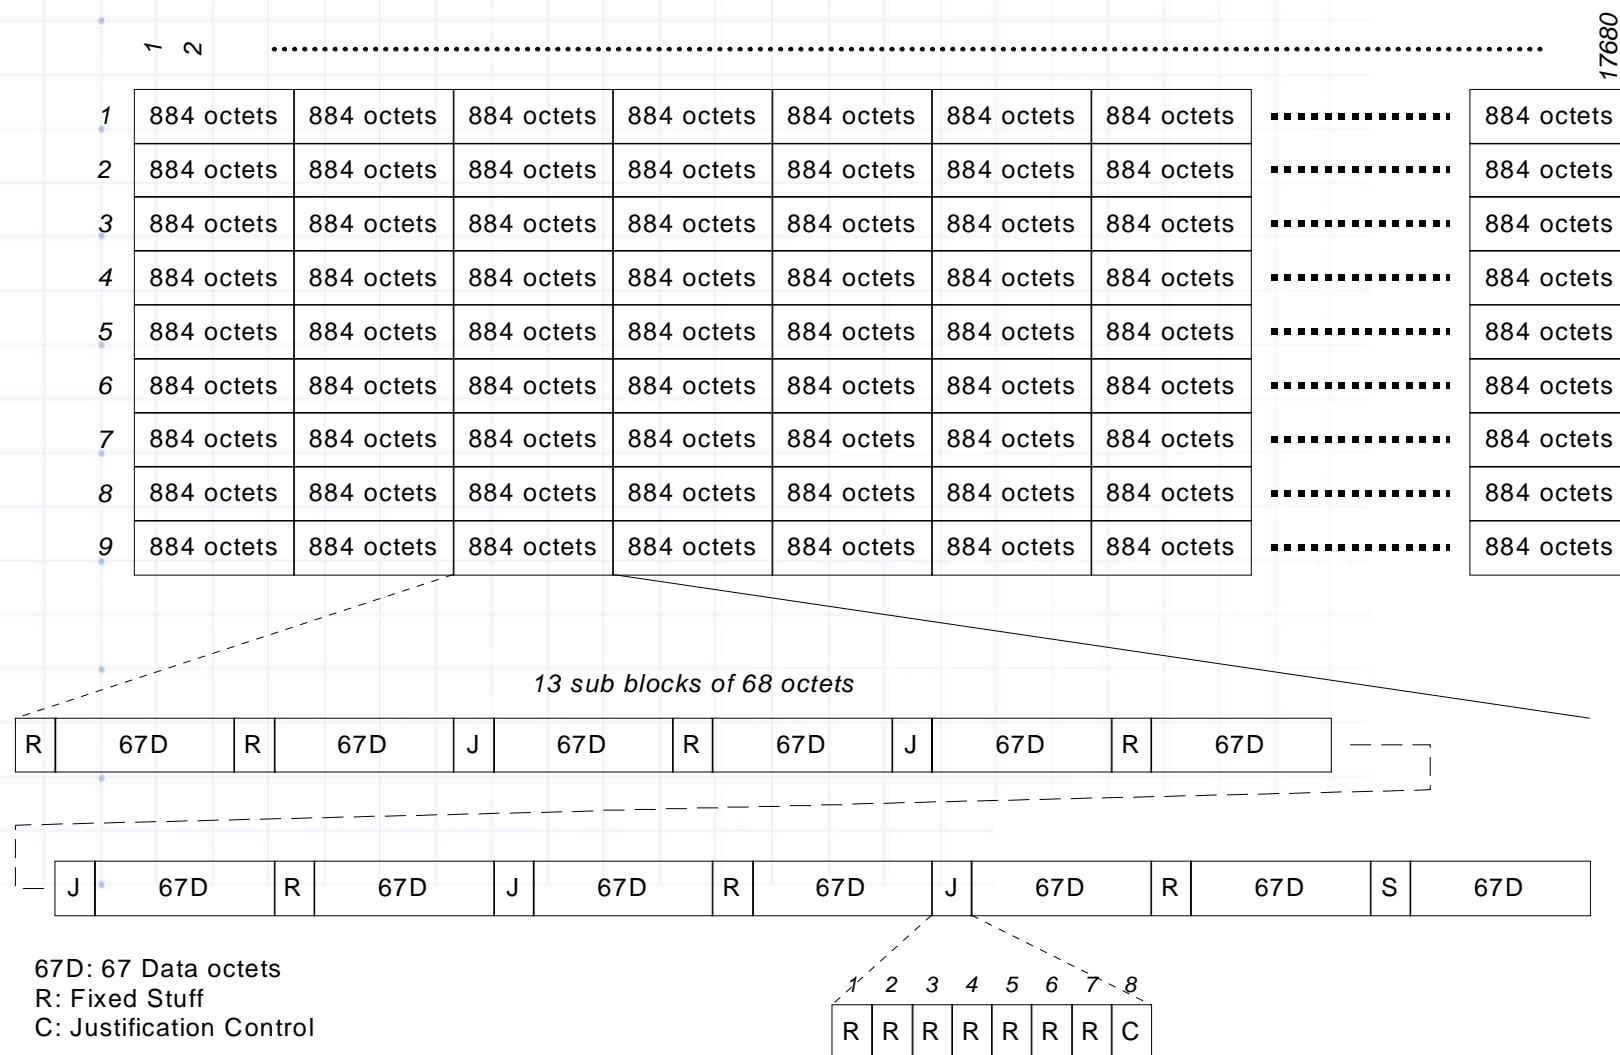 1 2 17680
1 884 octets 884 octets 884 octets 884 octets 884 octets 884 octets 884 octets 884 octets
2 884 octets 884 octets 884 octets 884 octets 884 octets 884 octets 884 octets 884 octets
3 884 octets 884 octets 884 octets 884 octets 884 octets 884 octets 884 octets 884 octets
4 884 octets 884 octets 884 octets 884 octets 884 octets 884 octets 884 octets 884 octets
5 884 octets 884 octets 884 octets 884 octets 884 octets 884 octets 884 octets 884 octets
6 884 octets 884 octets 884 octets 884 octets 884 octets 884 octets 884 octets 884 octets
7 884 octets 884 octets 884 octets 884 octets 884 octets 884 octets 884 octets 884 octets
8 884 octets 884 octets 884 octets 884 octets 884 octets 884 octets 884 octets 884 octets
9 884 octets 884 octets 884 octets 884 octets 884 octets 884 octets 884 octets 884 octets
13 sub blocks of 68 octets
R 67D R 67D J 67D R 67D J 67D R 67D
J 67D R 67D J 67D R 67D J 67D R 67D S 67D
67D: 67 Data octets
R: Fixed Stuff
C: Justification Control
1 2 3 4 5 6 7 8
R R R R R R R C